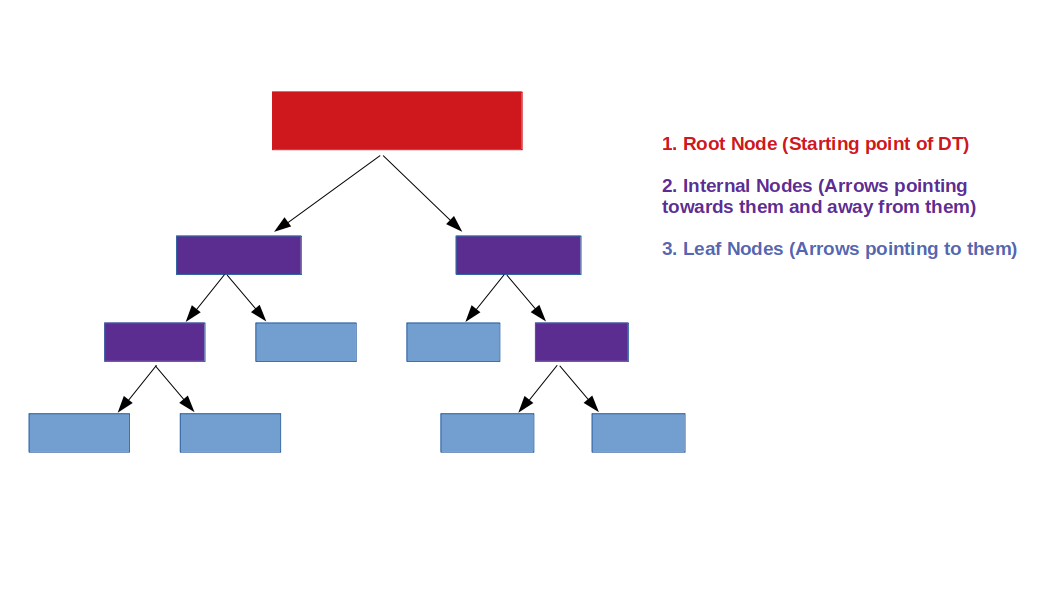 1. Root Node (Starting point of DT)
2. Internal Nodes (Arrows pointing
towards them and away from them)
3. Leaf Nodes (Arrows pointing to them)